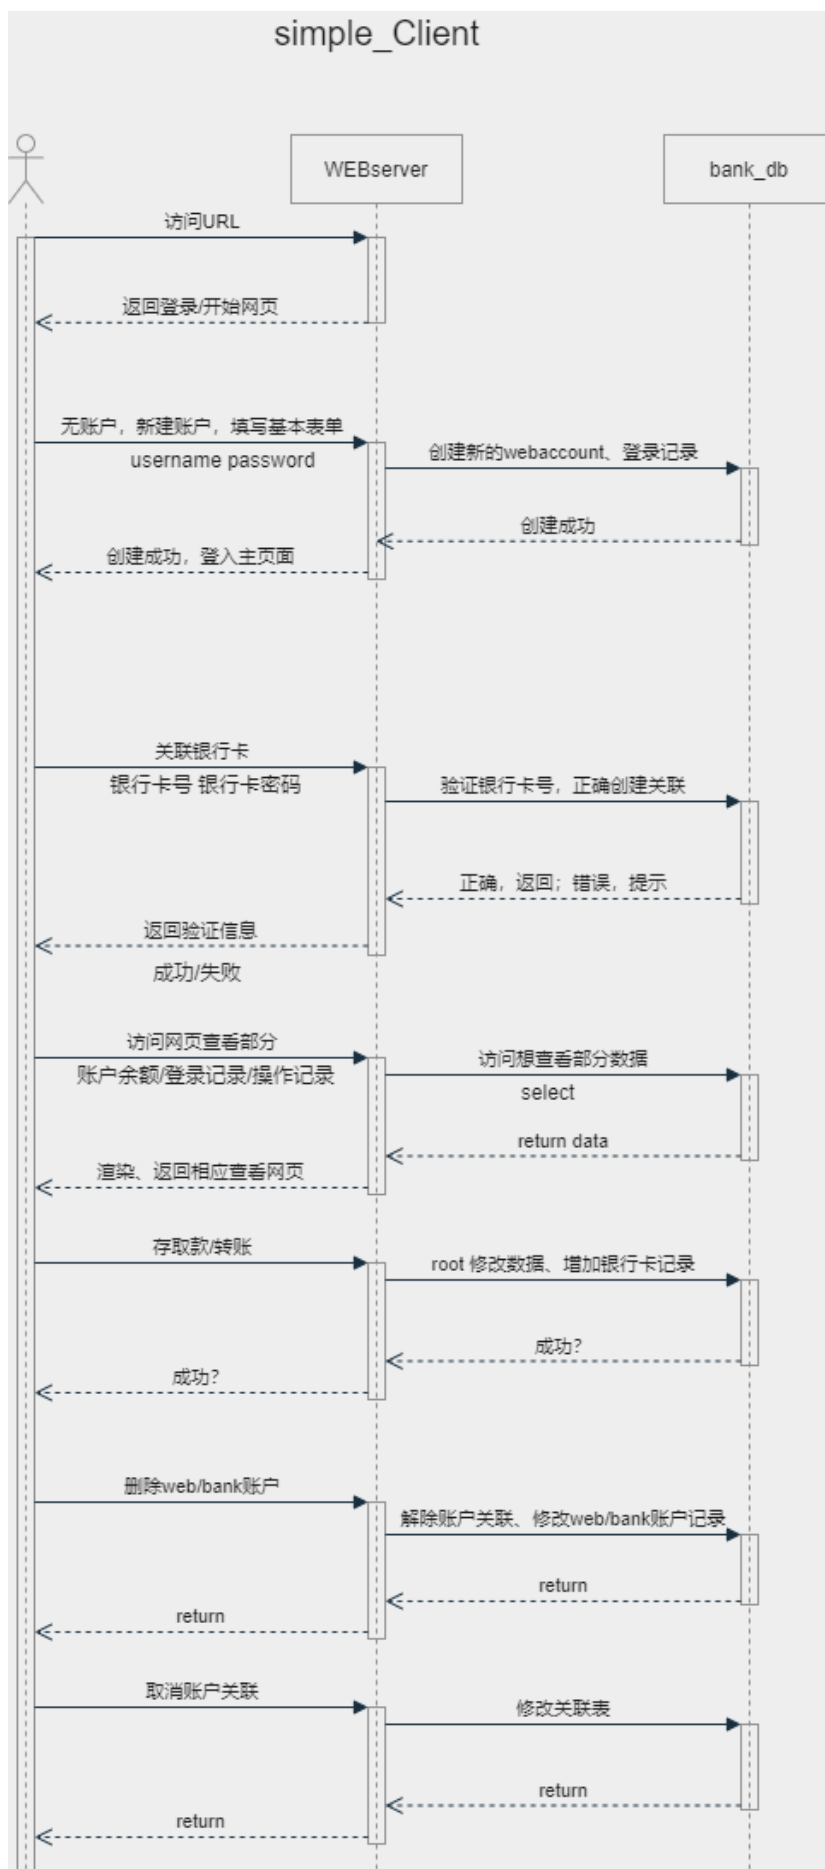 simple_Client
WEBserver
bank_db
访问URL
返回登录/开始网页
无账户，新建账户，填写基本表单
username password
创建新的webaccount、登录记录
创建成功
创建成功，登入主页面
关联银行卡
银行卡号 银行卡密码
验证银行卡号，正确创建关联
正确，返回；错误，提示
返回验证信息
成功/失败
访问网页查看部分
账户余额/登录记录/操作记录
访问想查看部分数据
select
return data
渲染、返回相应查看网页
存取款/转账
root 修改数据、增加银行卡记录
成功?
成功?
删除web/bank账户
解除账户关联、修改web/bank账户记录
return
return
取消账户关联
修改关联表
return
return